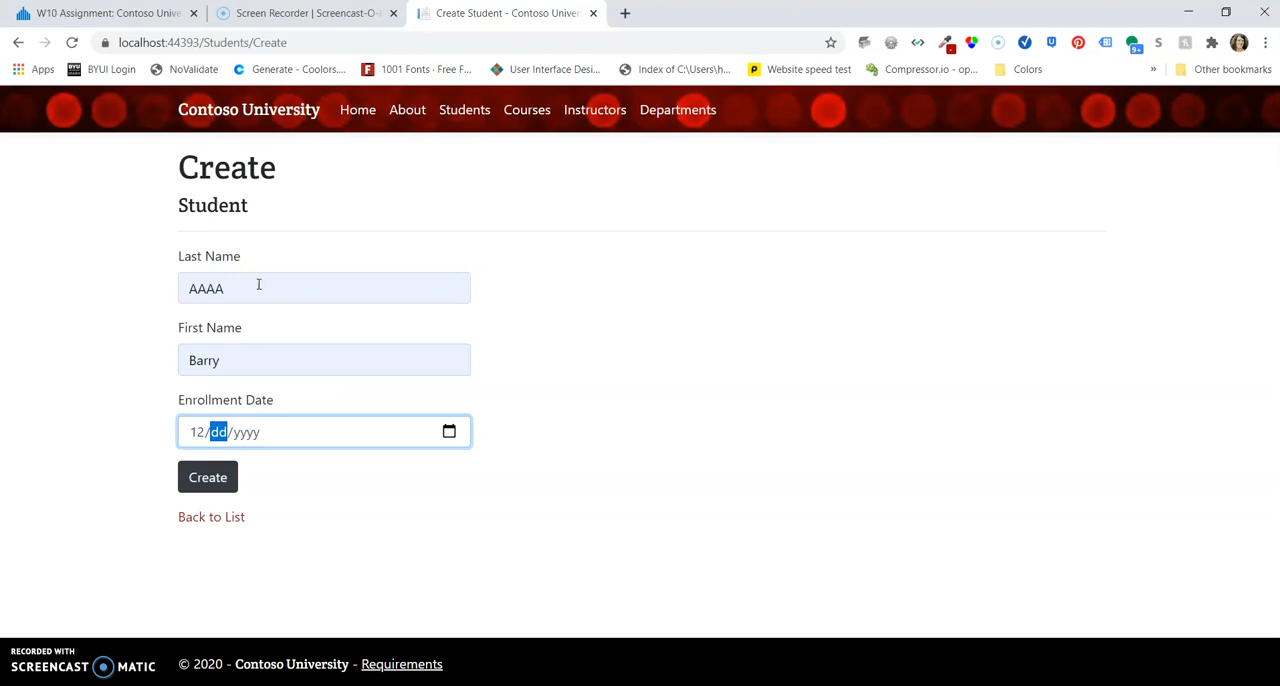 W10 Assignment: Contoso Unive
Screen Recorder | Screencast-O-
Create Student - Contoso Univer
localhost:44393/Students/Create
Apps
BYUI Login
NoValidate
Generate - Coolors....
1001 Fonts · Free F...
User Interface Desi...
Index of C:\Users\h...
Website speed test
Compressor.io - op...
Colors
»
Other bookmarks
Contoso University
Home
About
Students
Courses
Instructors
Departments
Create
Student
Last Name
AAAA
First Name
Barry
Enrollment Date
12/dd/yyyy
Create
Back to List
RECORDED WITH
SCREENCAST MATIC
© 2020 - Contoso University - Requirements